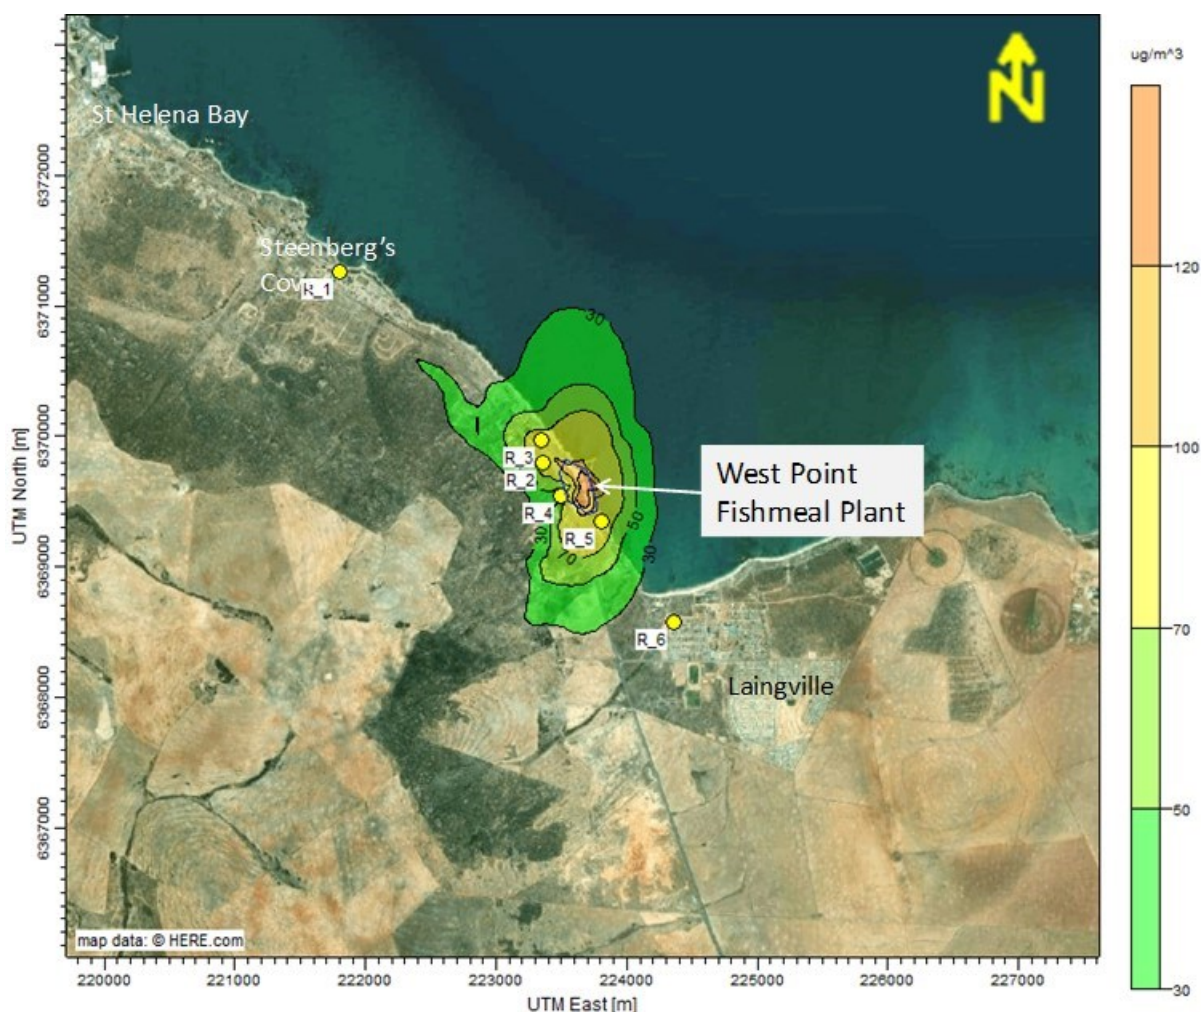 ug/m^3
N
St Helena Bay
Steenberg's
Cov
R_1
30
R_3
R_2
R_4
R_5
30
50
30
R_6
West Point
Fishmeal Plant
Laingville
map data: © HERE.com
120
100
70
50
30
6372000
6371000
6370000
6369000
6368000
6367000
UTM North [m]
220000
221000
222000
223000
224000
225000
226000
227000
UTM East [m]